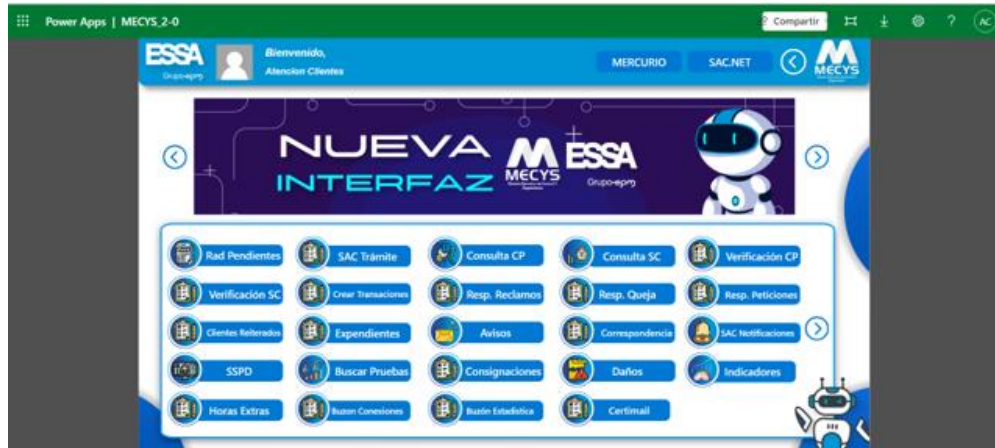 Power Apps | MECYS_2-0
Compartir
AC
ESSA
Grupo-epm
Bienvenido,
Atencion Clientes
MERCURIO
SAC.NET
MECYS
NUEVA
INTERFAZ
MECYS
ESSA
Grupo-epm
Rad Pendientes
SAC Trámite
Consulta CP
Consulta SC
Verificación CP
Verificación SC
Crear Transaciones
Resp. Reclamos
Resp. Queja
Resp. Peticiones
Clientes Reiterados
Expendientes
Avisos
Correspondencia
SAC Notificaciones
SSPD
Buscar Pruebas
Consignaciones
Daños
Indicadores
Horas Extras
Buzon Conexiones
Buzón Estadistica
Certimail